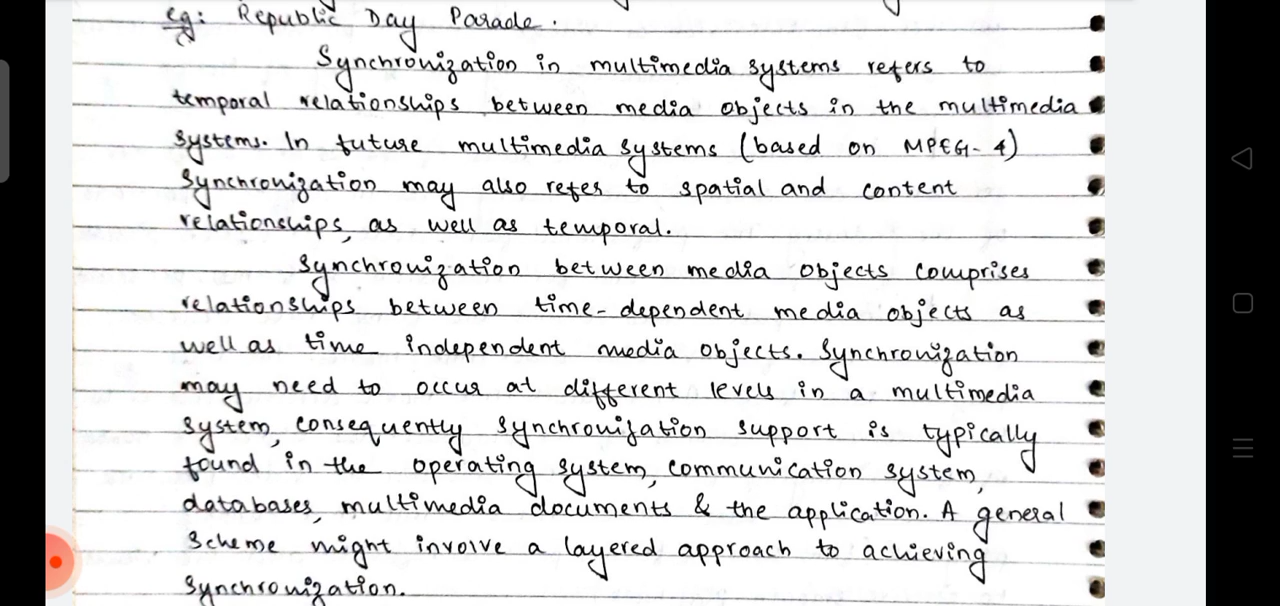 eg: Republic Day Parade.
Synchronization in multimedia systems refers to
temporal relationships between media objects in the multimedia
systems. In future multimedia systems (based on MPEG-4)
synchronization may also refer to spatial and content
relationships, as well as temporal.
Synchronization between media objects comprises
relationships between time-dependent media objects as
well as time independent media objects. Synchronization
may need to occur at different levels in a multimedia
system, consequently synchronization support is typically
found in the operating system, communication system,
databases, multimedia documents & the application. A general
scheme might involve a layered approach to achieving
synchronization.